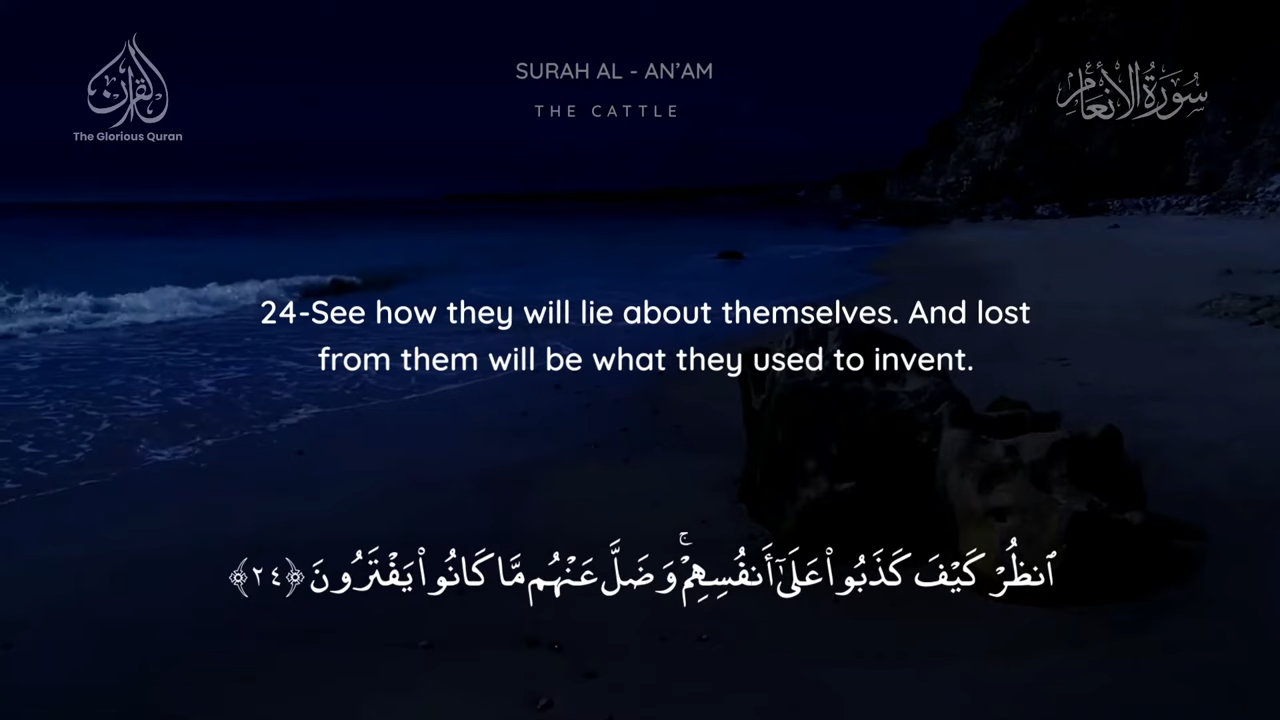 القرآن
The Glorious Quran
SURAH AL - AN’AM
THE CATTLE
سُورَةُ الأَنْعَامِ
24-See how they will lie about themselves. And lost
from them will be what they used to invent.
ٱنظُرْ كَيْفَ كَذَبُوا۟ عَلَىٰٓ أَنفُسِهِمْ ۚ وَضَلَّ عَنْهُم مَّا كَانُوا۟ يَفْتَرُونَ ﴿٢٤﴾